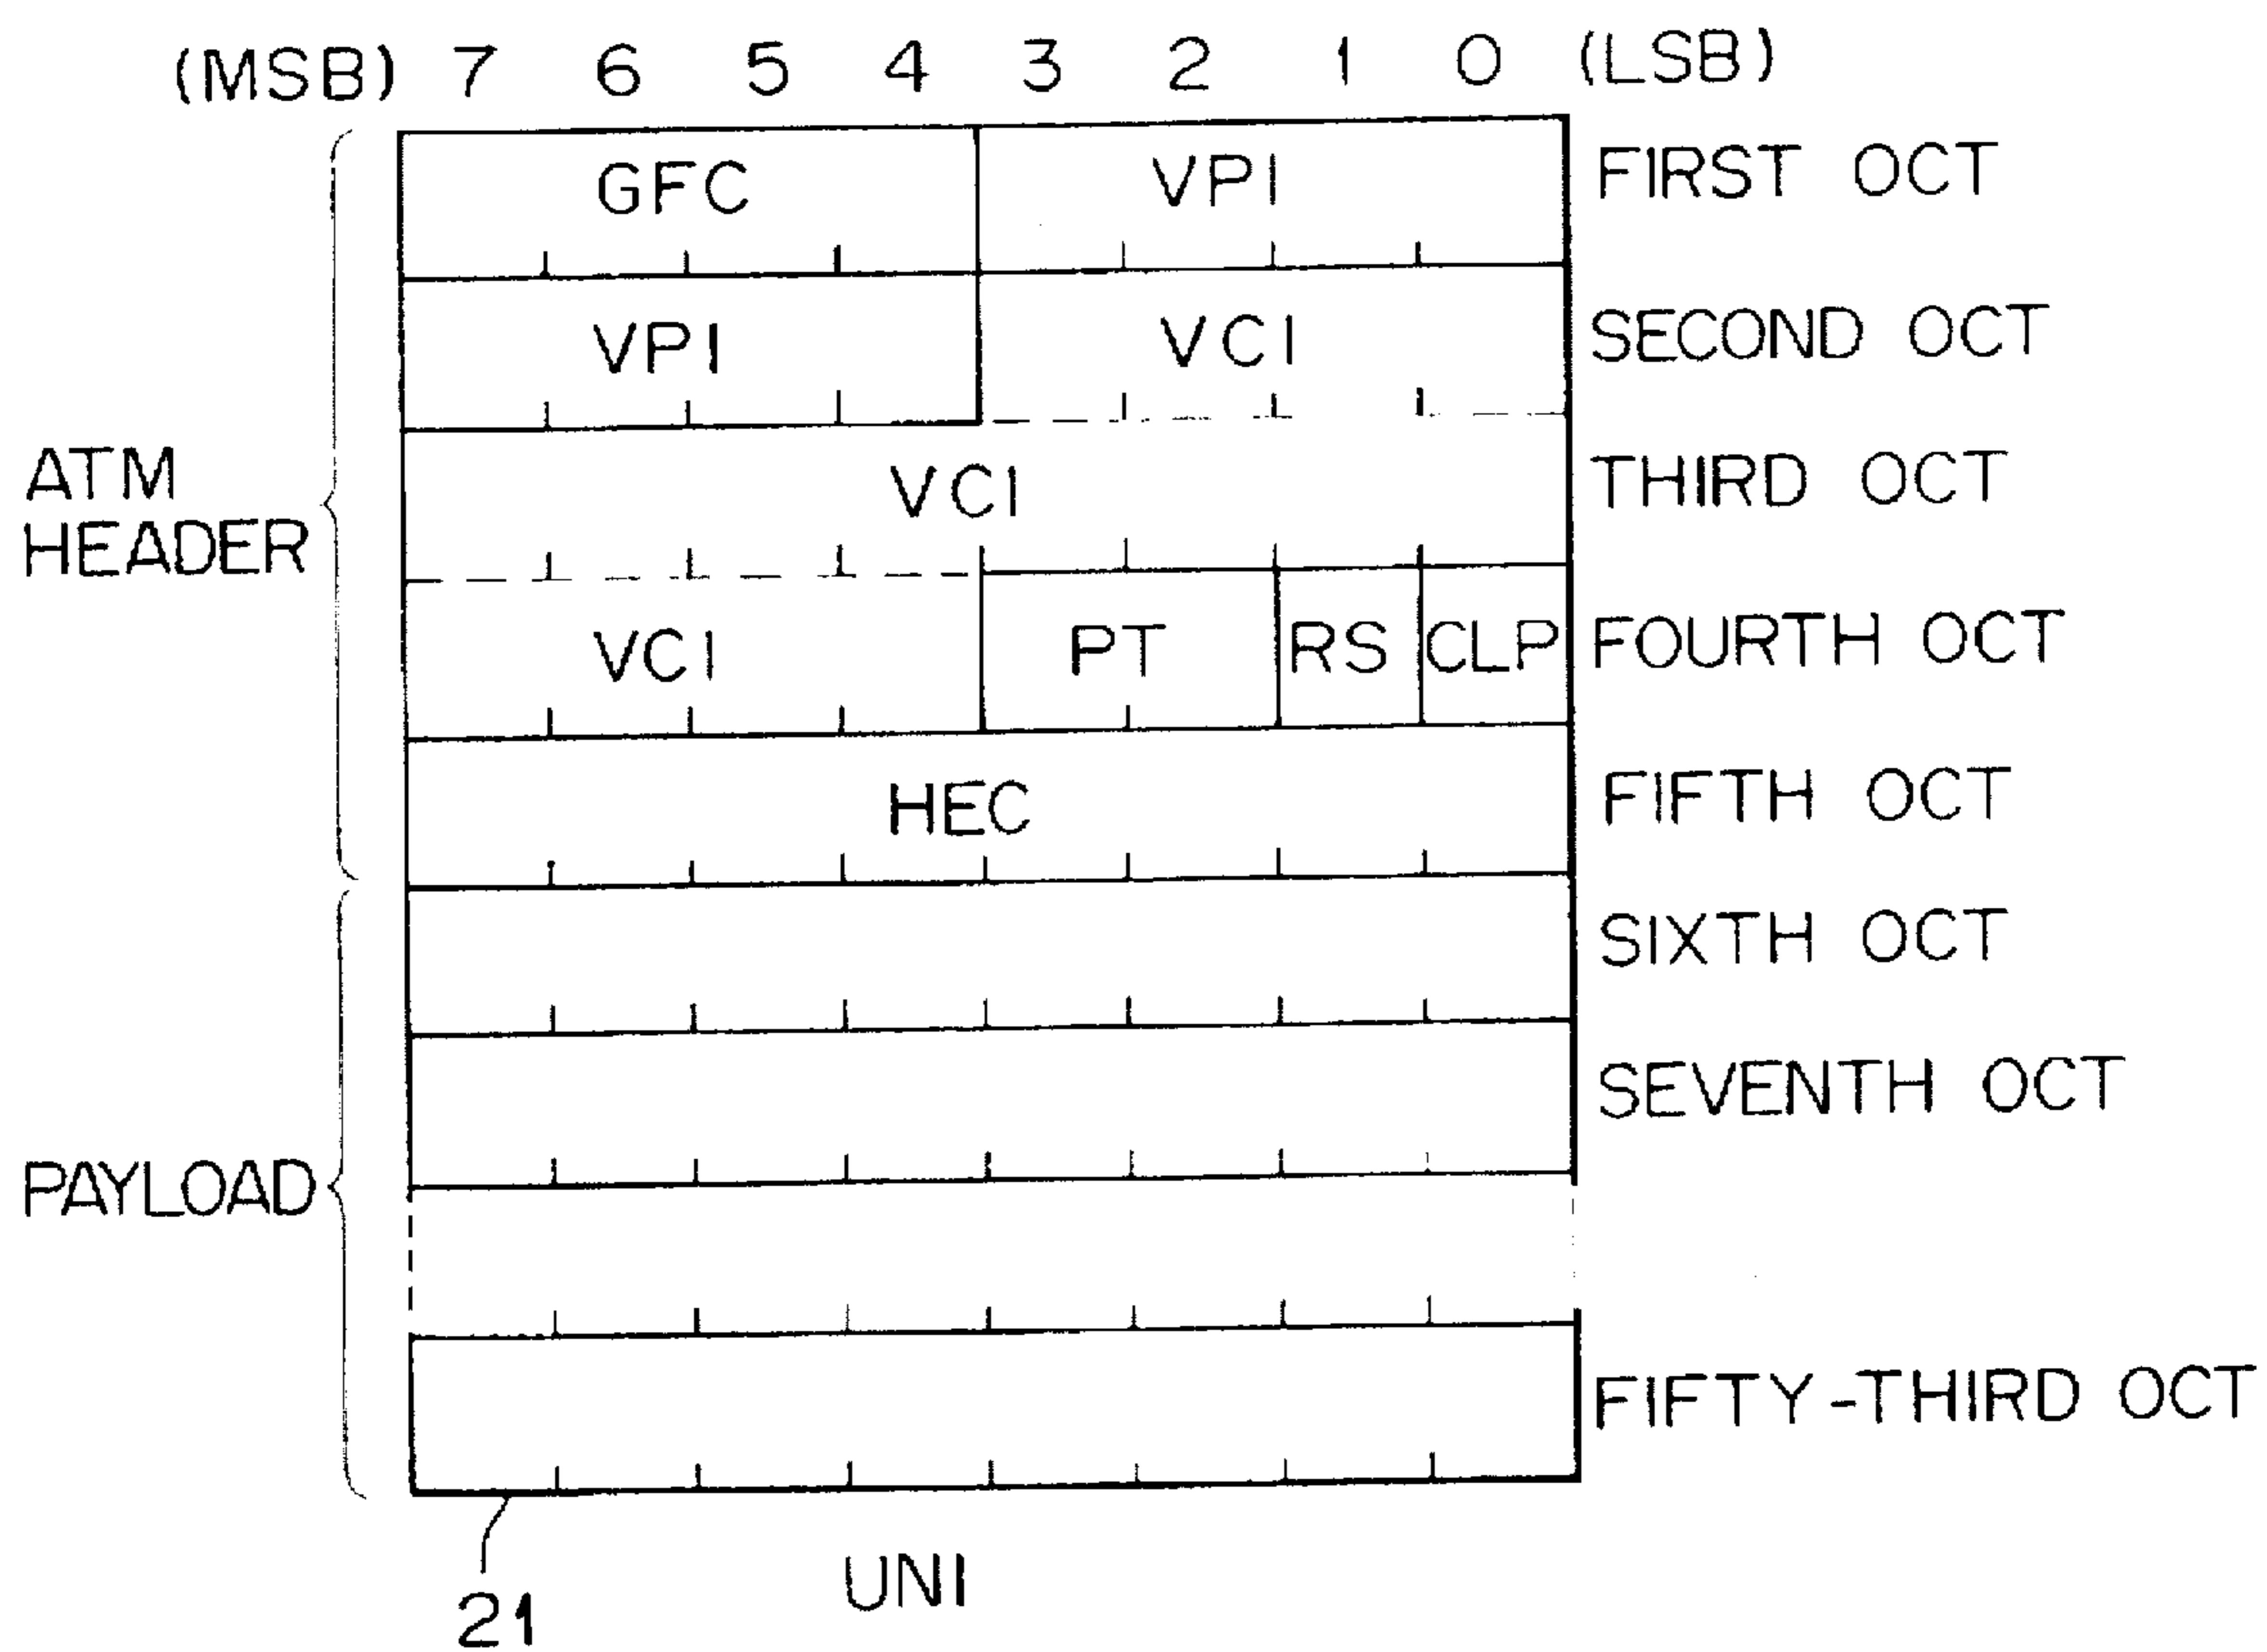 (MSB) 7 6 5 4 3 2 1 0 (LSB)
GFC VPI FIRST OCT
VPI VCI SECOND OCT
ATM
HEADER
VCI THIRD OCT
VCI PT RS CLP FOURTH OCT
HEC FIFTH OCT
SIXTH OCT
SEVENTH OCT
PAYLOAD
FIFTY-THIRD OCT
21
UNI